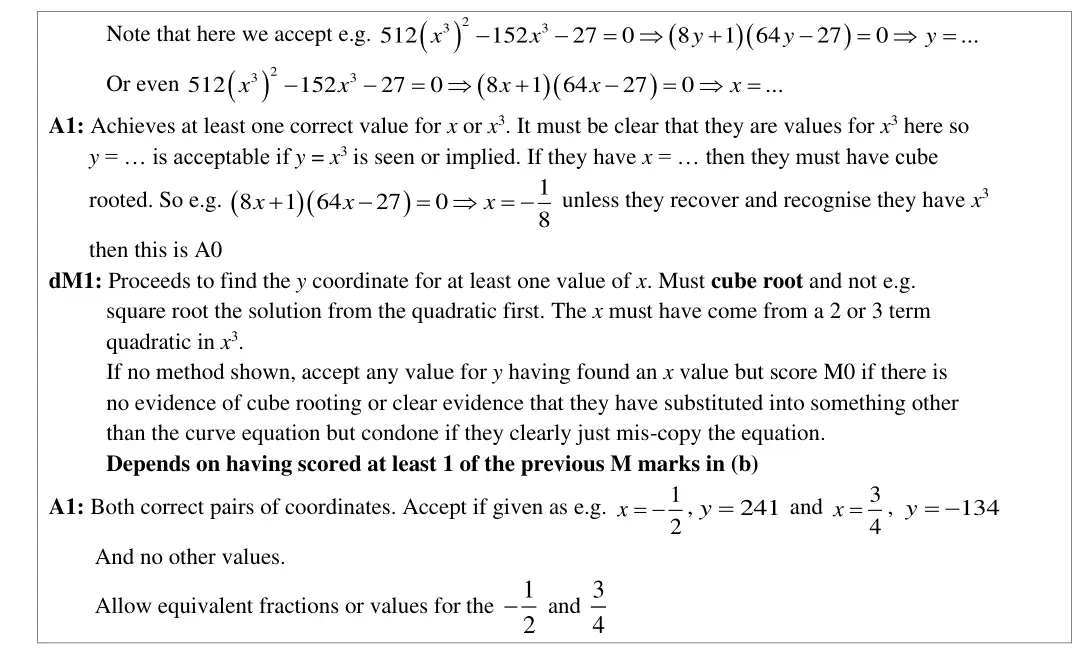 Note that here we accept e.g. 512(x³)² −152x³ −27 = 0 ⇒ (8y+1)(64y−27) = 0 ⇒ y = ...
Or even 512(x³)² −152x³ −27 = 0 ⇒ (8x+1)(64x−27) = 0 ⇒ x = ...
A1: Achieves at least one correct value for x or x³. It must be clear that they are values for x³ here so
y = … is acceptable if y = x³ is seen or implied. If they have x = … then they must have cube
rooted. So e.g. (8x+1)(64x−27) = 0 ⇒ x = −1/8 unless they recover and recognise they have x³
then this is A0
dM1: Proceeds to find the y coordinate for at least one value of x. Must cube root and not e.g.
square root the solution from the quadratic first. The x must have come from a 2 or 3 term
quadratic in x³.
If no method shown, accept any value for y having found an x value but score M0 if there is
no evidence of cube rooting or clear evidence that they have substituted into something other
than the curve equation but condone if they clearly just mis-copy the equation.
Depends on having scored at least 1 of the previous M marks in (b)
A1: Both correct pairs of coordinates. Accept if given as e.g. x = −1/2, y = 241 and x = 3/4, y = −134
And no other values.
Allow equivalent fractions or values for the −1/2 and 3/4